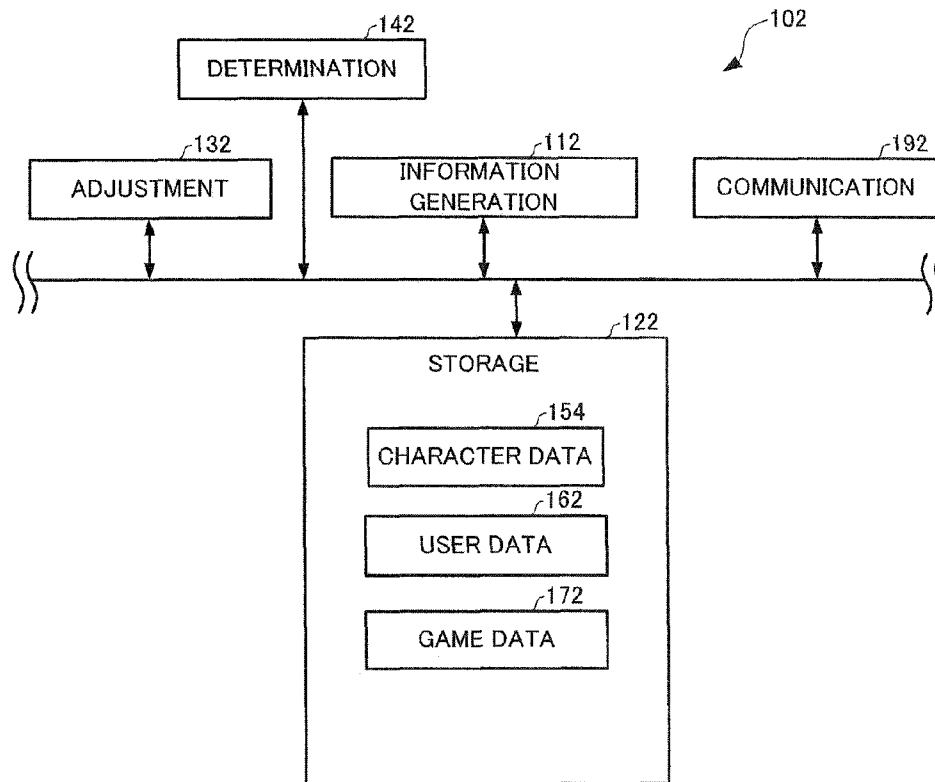 142
102
DETERMINATION
132
112
192
ADJUSTMENT
INFORMATION
GENERATION
COMMUNICATION
122
STORAGE
154
CHARACTER DATA
162
USER DATA
172
GAME DATA